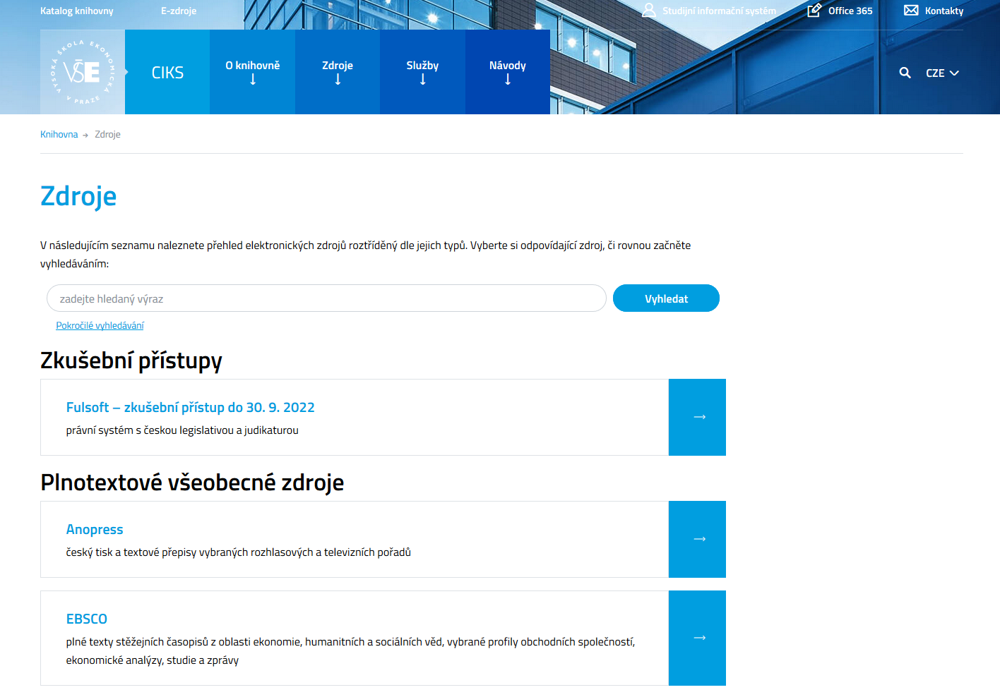 Katalog knihovny
E-zdroje
Studijní informační systém
Office 365
Kontakty
VYSOKÁ ŠKOLA EKONOMICKÁ V PRAZE
VŠE
CIKS
O knihovně
Zdroje
Služby
Návody
CZE
Knihovna → Zdroje
Zdroje
V následujícím seznamu naleznete přehled elektronických zdrojů roztříděný dle jejich typů. Vyberte si odpovídající zdroj, či rovnou začněte
vyhledáváním:
zadejte hledaný výraz
Vyhledat
Pokročilé vyhledávání
Zkušební přístupy
Fulsoft – zkušební přístup do 30. 9. 2022
právní systém s českou legislativou a judikaturou
Plnotextové všeobecné zdroje
Anopress
český tisk a textové přepisy vybraných rozhlasových a televizních pořadů
EBSCO
plné texty stěžejních časopisů z oblasti ekonomie, humanitních a sociálních věd, vybrané profily obchodních společností,
ekonomické analýzy, studie a zprávy